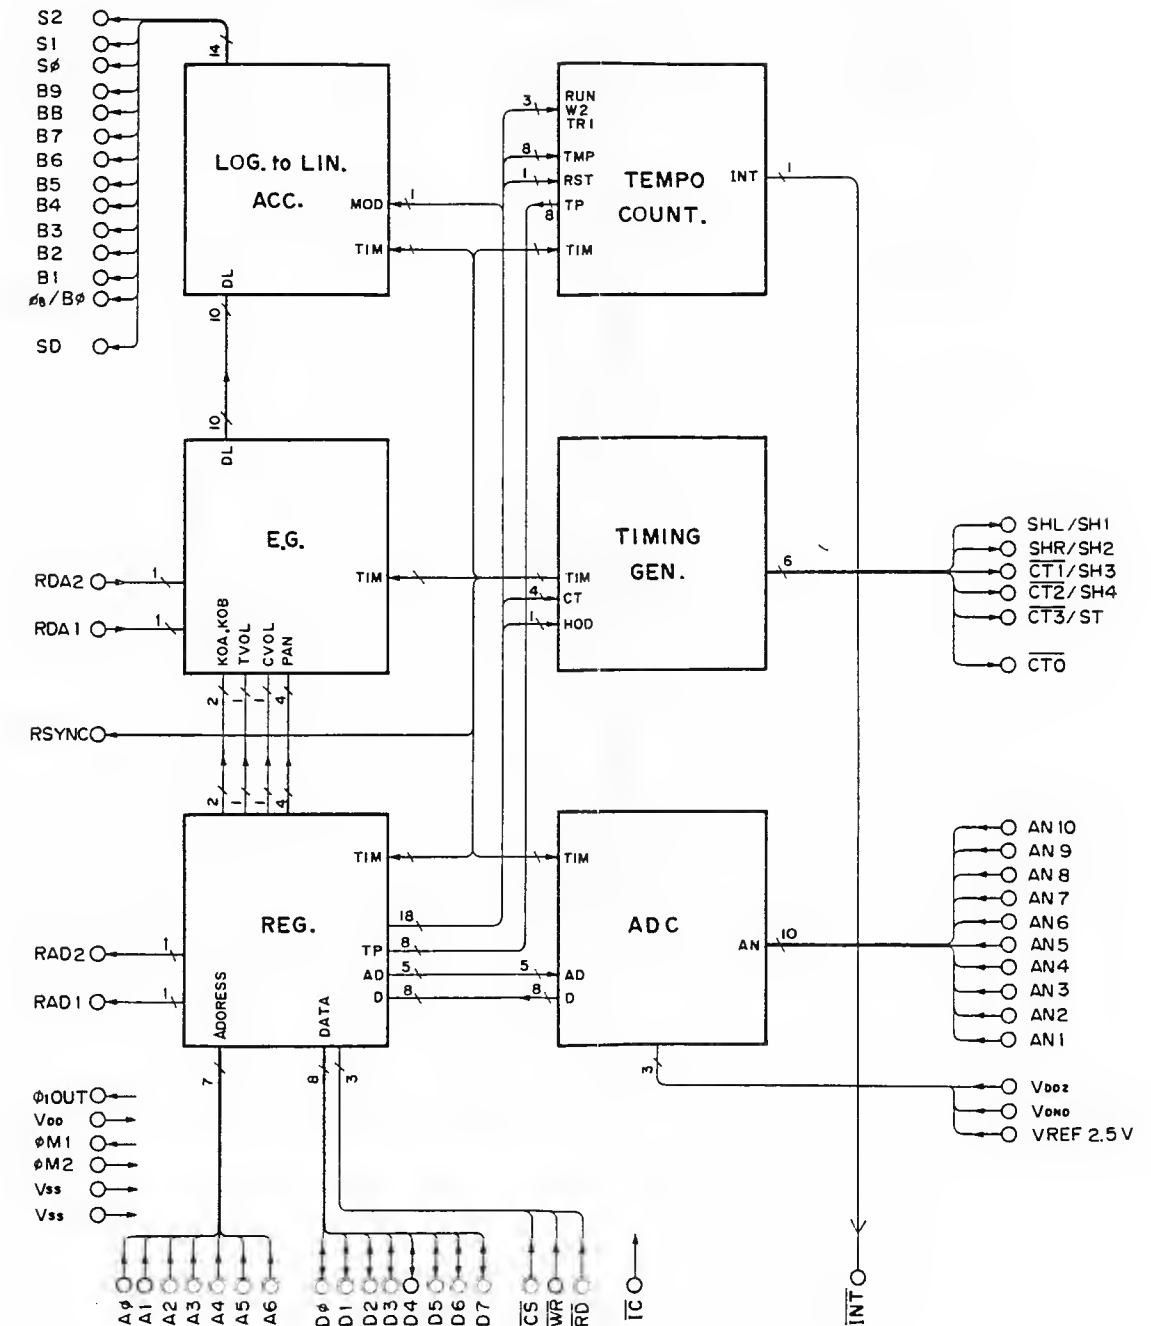 S2
S1
Sø
B9
B8
B7
B6
B5
B4
B3
B2
B1
øB/Bø
SD
14
LOG. to LIN.
ACC.
MOD
1
TIM
DL
10
3
RUN
W2
TR1
8
TMP
1
RST
TP
8
TIM
TEMPO
COUNT.
INT
1
10
DL
E.G.
TIM
KOA,KOB
TVOL
CVOL
PAN
2
1
1
4
RDA2
1
RDA1
1
RSYNC
TIMING
GEN.
TIM
4
CT
1
HOD
6
SHL/SH1
SHR/SH2
CT1/SH3
CT2/SH4
CT3/ST
CT0
2
1
1
4
REG.
TIM
18
TP
8
AD
5
D
8
ADDRESS
DATA
RAD2
1
RAD1
1
7
8
3
ADC
TIM
5
AD
8
D
AN
10
3
AN10
AN9
AN8
AN7
AN6
AN5
AN4
AN3
AN2
AN1
VDD2
VGND
VREF 2.5V
ø1OUT
VDD
øM1
øM2
VSS
VSS
Aø
A1
A2
A3
A4
A5
A6
Dø
D1
D2
D3
D4
D5
D6
D7
CS
WR
RD
IC
INT